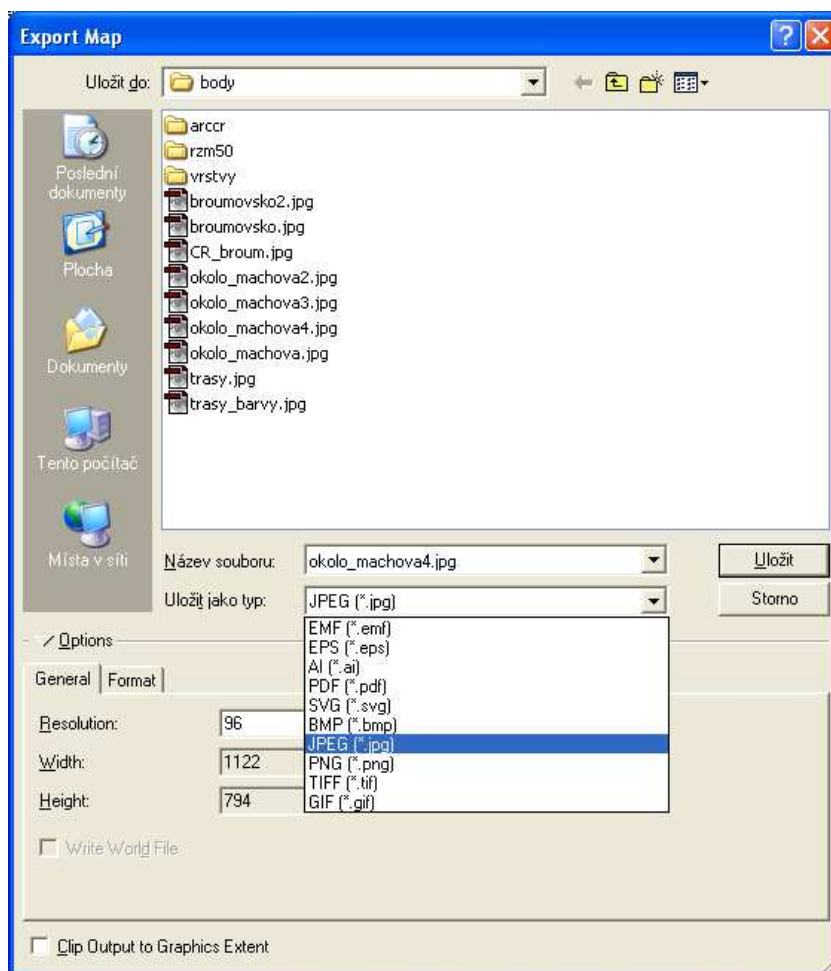 Export Map
Uložit do: body
arccr
rzm50
vrstvy
broumovsko2.jpg
broumovsko.jpg
CR_broum.jpg
okolo_machova2.jpg
okolo_machova3.jpg
okolo_machova4.jpg
okolo_machova.jpg
trasy.jpg
trasy_barvy.jpg
Poslední
dokumenty
Plocha
Dokumenty
Tento počítač
Místa v síti
Název souboru: okolo_machova4.jpg Uložit
Uložit jako typ: JPEG (*.jpg) Storno
EMF (*.emf)
EPS (*.eps)
AI (*.ai)
PDF (*.pdf)
SVG (*.svg)
BMP (*.bmp)
JPEG (*.jpg)
PNG (*.png)
TIFF (*.tif)
GIF (*.gif)
Options
General Format
Resolution: 96
Width: 1122
Height: 794
Write World File
Clip Output to Graphics Extent